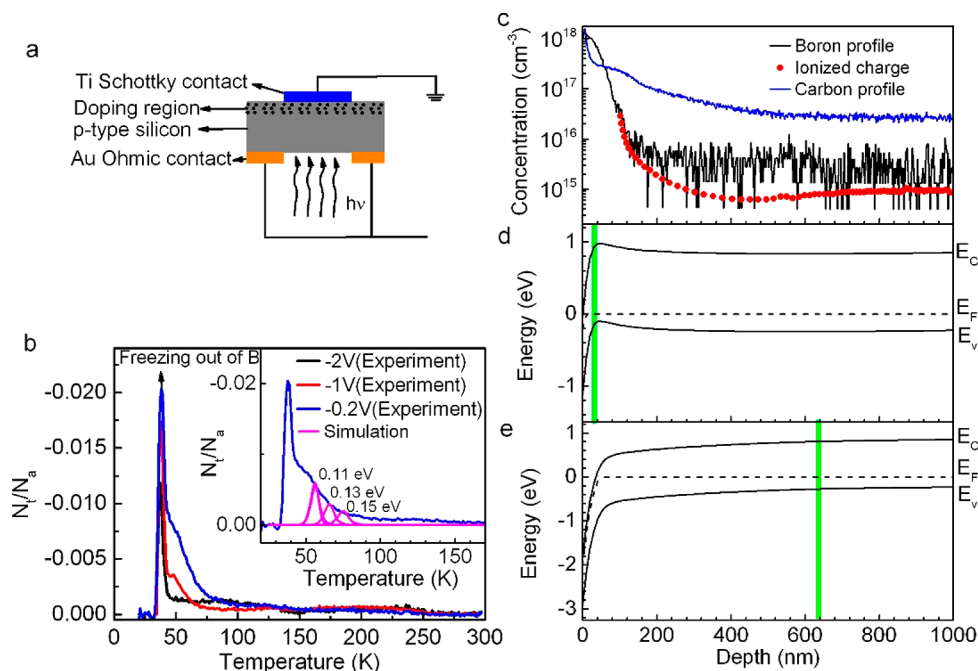 a
Ti Schottky contact
Doping region
p-type silicon
Au Ohmic contact
hν
b
Freezing out of B
-2V(Experiment)
-1V(Experiment)
-0.2V(Experiment)
Simulation
0.11 eV
0.13 eV
0.15 eV
-0.02
0.00
Nt/Na
50 100 150
Temperature (K)
-0.020
-0.015
-0.010
-0.005
0.000
Nt/Na
0 50 100 150 200 250 300
Temperature (K)
c
10^18
10^17
10^16
10^15
Concentration (cm^-3)
Boron profile
Ionized charge
Carbon profile
d
1
0
-1
Energy (eV)
EC
EF
Ev
e
1
0
-1
-2
-3
Energy (eV)
EC
EF
Ev
0 200 400 600 800 1000
Depth (nm)